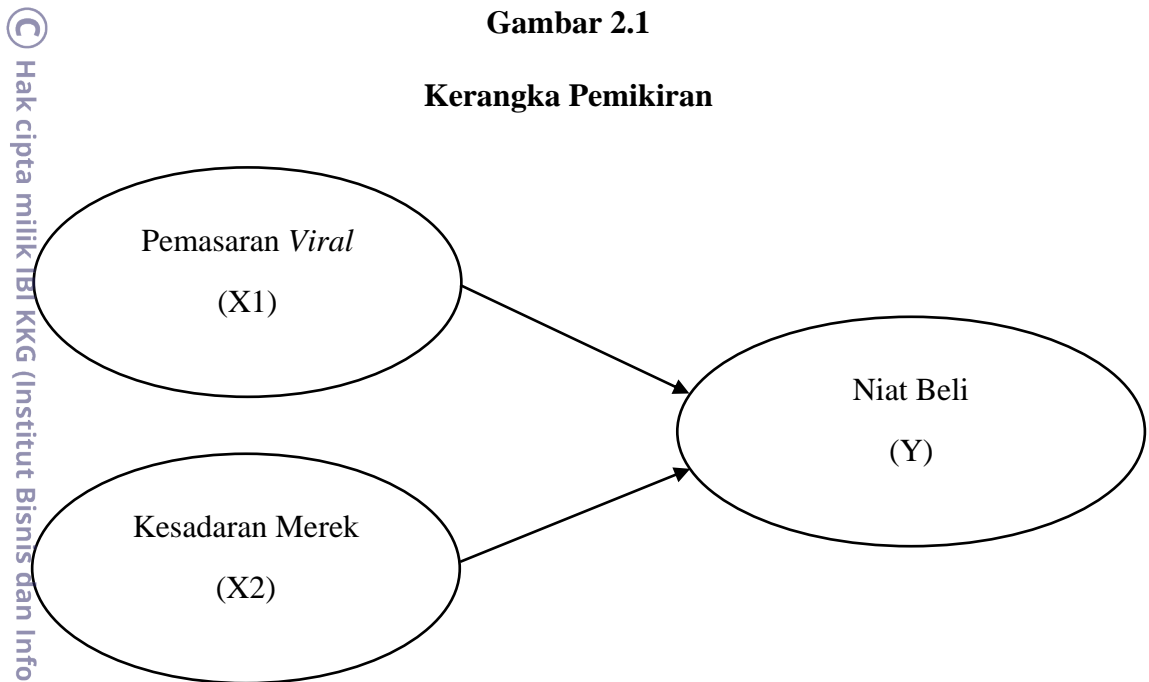 Gambar 2.1
Kerangka Pemikiran
Pemasaran Viral
(X1)
Niat Beli
(Y)
Kesadaran Merek
(X2)
© Hak cipta milik IBI KKG (Institut Bisnis dan Info